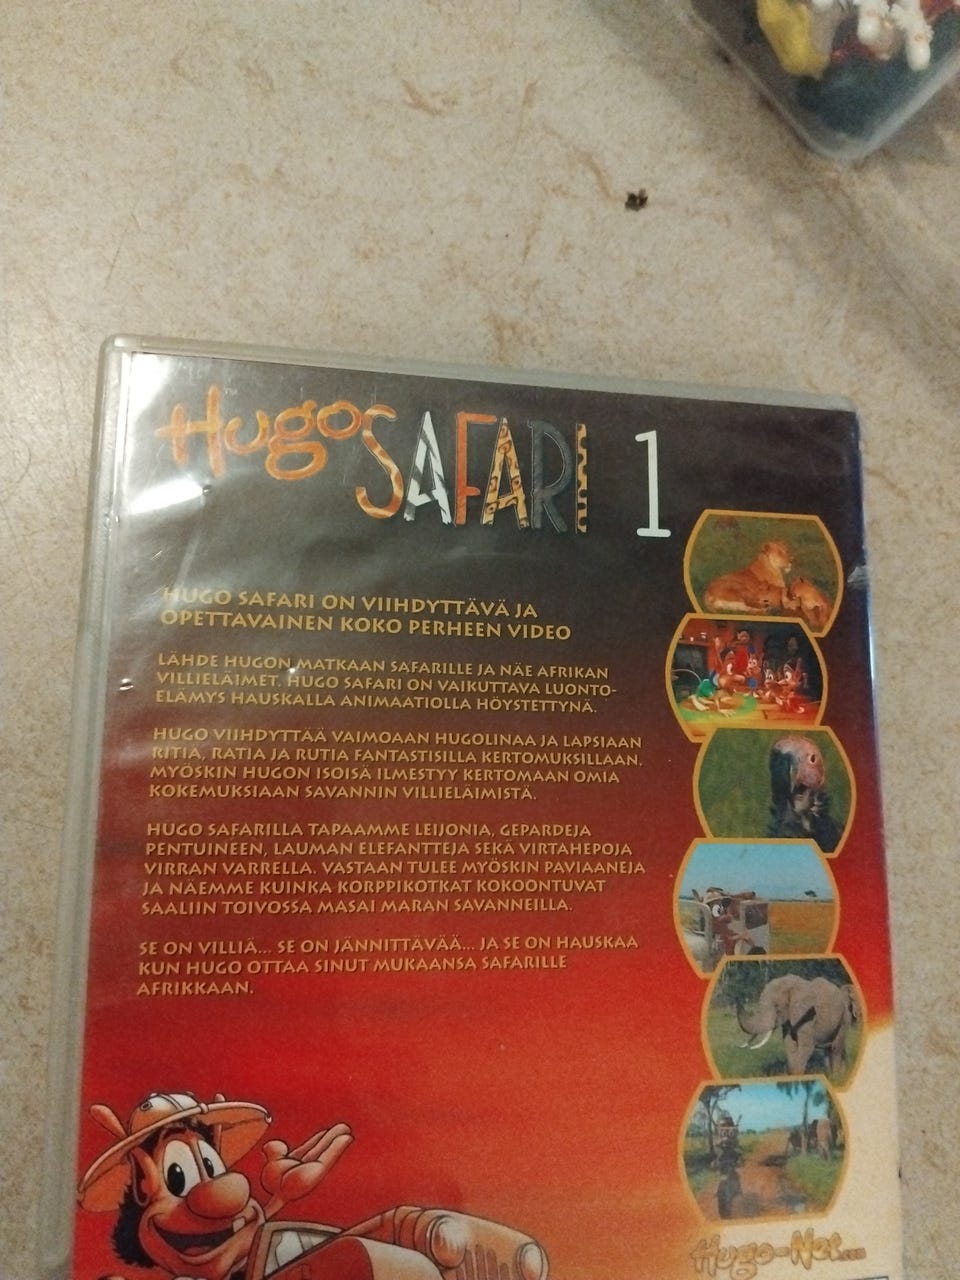 Hugo SAFARI 1
HUGO SAFARI ON VIIHDYTTÄVÄ JA
OPETTAVAINEN KOKO PERHEEN VIDEO
LÄHDE HUGON MATKAAN SAFARILLE JA NÄE AFRIKAN
VILLIELÄIMET. HUGO SAFARI ON VAIKUTTAVA LUONTO-
ELÄMYS HAUSKALLA ANIMAATIOLLA HÖYSTETTYNÄ.
HUGO VIIHDYTTÄÄ VAIMOAAN HUGOLINAA JA LAPSIAAN
RITIA, RATIA JA RUTIA FANTASTISILLA KERTOMUKSILLAAN.
MYÖSKIN HUGON ISOISÄ ILMESTYY KERTOMAAN OMIA
KOKEMUKSIAAN SAVANNIN VILLIELÄIMISTÄ.
HUGO SAFARILLA TAPAAMME LEIJONIA, GEPARDEJA
PENTUINEEN, LAUMAN ELEFANTTEJA SEKÄ VIRTAHEPOJA
VIRRAN VARRELLA. VASTAAN TULEE MYÖSKIN PAVIAANEJA
JA NÄEMME KUINKA KORPPIKOTKAT KOKOONTUVAT
SAALIIN TOIVOSSA MASAI MARAN SAVANNEILLA.
SE ON VILLIÄ... SE ON JÄNNITTÄVÄÄ... JA SE ON HAUSKAA
KUN HUGO OTTAA SINUT MUKAANSA SAFARILLE
AFRIKKAAN.
Hugo-Net.com